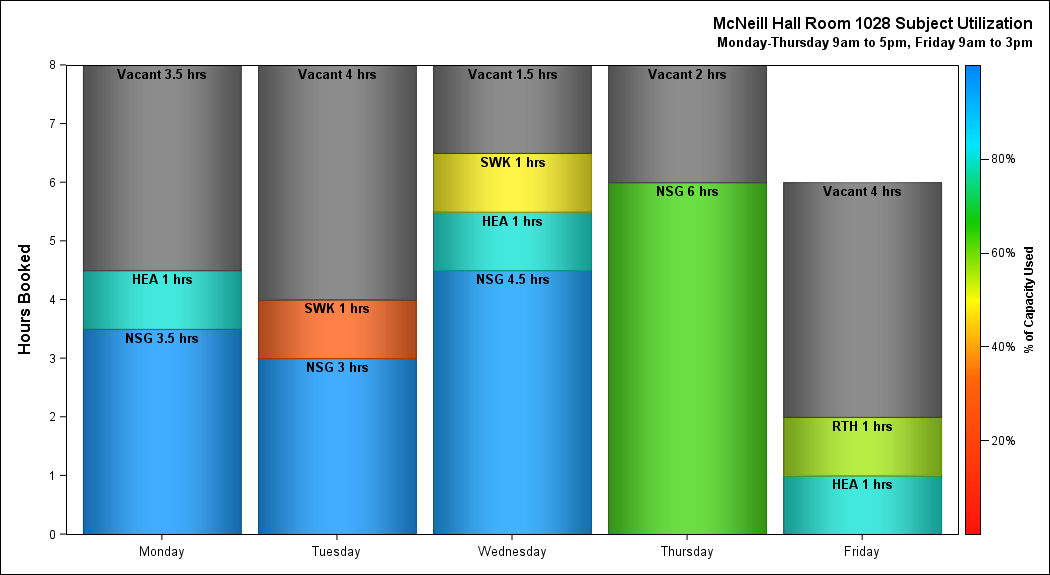 McNeill Hall Room 1028 Subject Utilization
Monday-Thursday 9am to 5pm, Friday 9am to 3pm
Hours Booked
8
7
6
5
4
3
2
1
0
Vacant 3.5 hrs
HEA 1 hrs
NSG 3.5 hrs
Vacant 4 hrs
SWK 1 hrs
NSG 3 hrs
Vacant 1.5 hrs
SWK 1 hrs
HEA 1 hrs
NSG 4.5 hrs
Vacant 2 hrs
NSG 6 hrs
Vacant 4 hrs
RTH 1 hrs
HEA 1 hrs
Monday
Tuesday
Wednesday
Thursday
Friday
80%
60%
40%
20%
% of Capacity Used